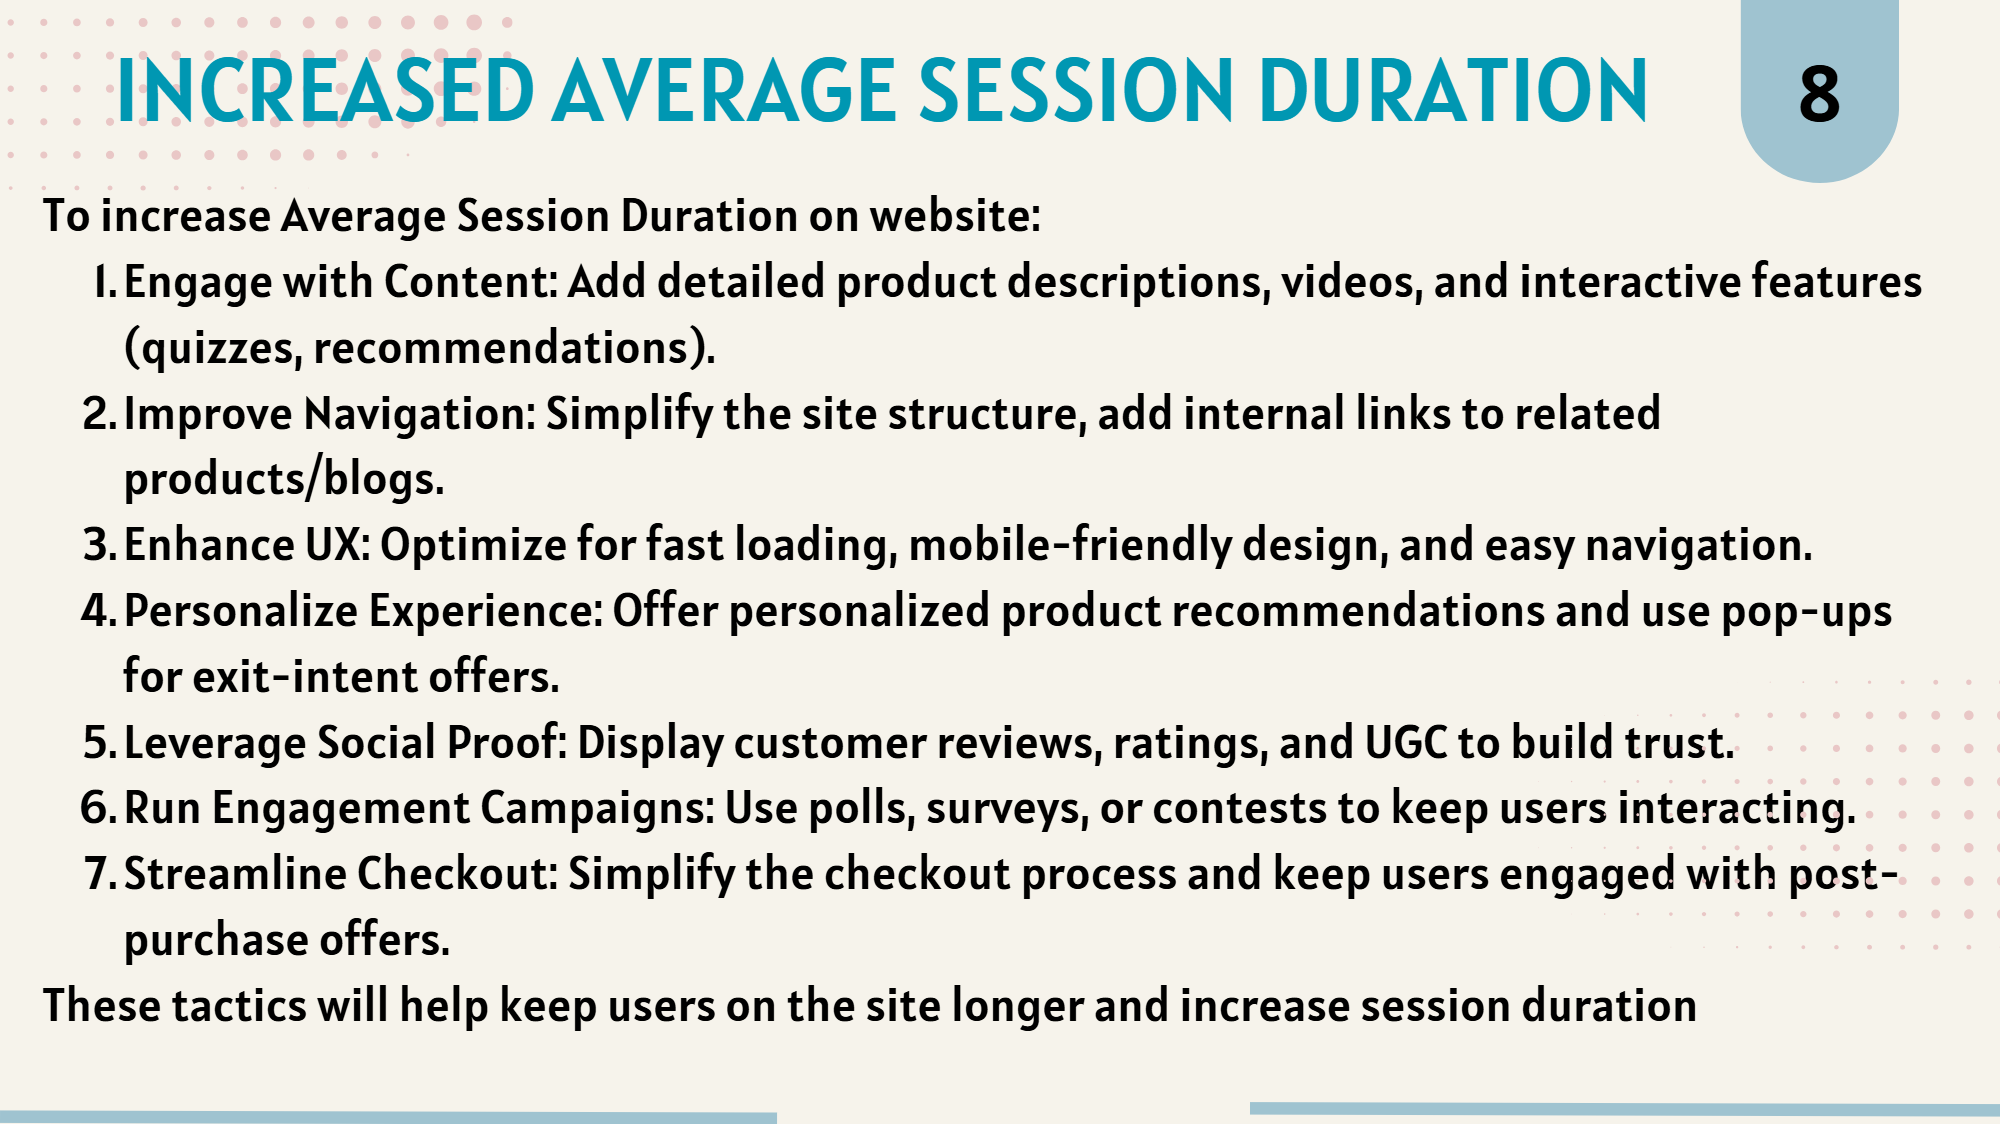 INCREASED AVERAGE SESSION DURATION
8
To increase Average Session Duration on website:
1. Engage with Content: Add detailed product descriptions, videos, and interactive features
(quizzes, recommendations).
2. Improve Navigation: Simplify the site structure, add internal links to related
products/blogs.
3. Enhance UX: Optimize for fast loading, mobile-friendly design, and easy navigation.
4. Personalize Experience: Offer personalized product recommendations and use pop-ups
for exit-intent offers.
5. Leverage Social Proof: Display customer reviews, ratings, and UGC to build trust.
6. Run Engagement Campaigns: Use polls, surveys, or contests to keep users interacting.
7. Streamline Checkout: Simplify the checkout process and keep users engaged with post-
purchase offers.
These tactics will help keep users on the site longer and increase session duration